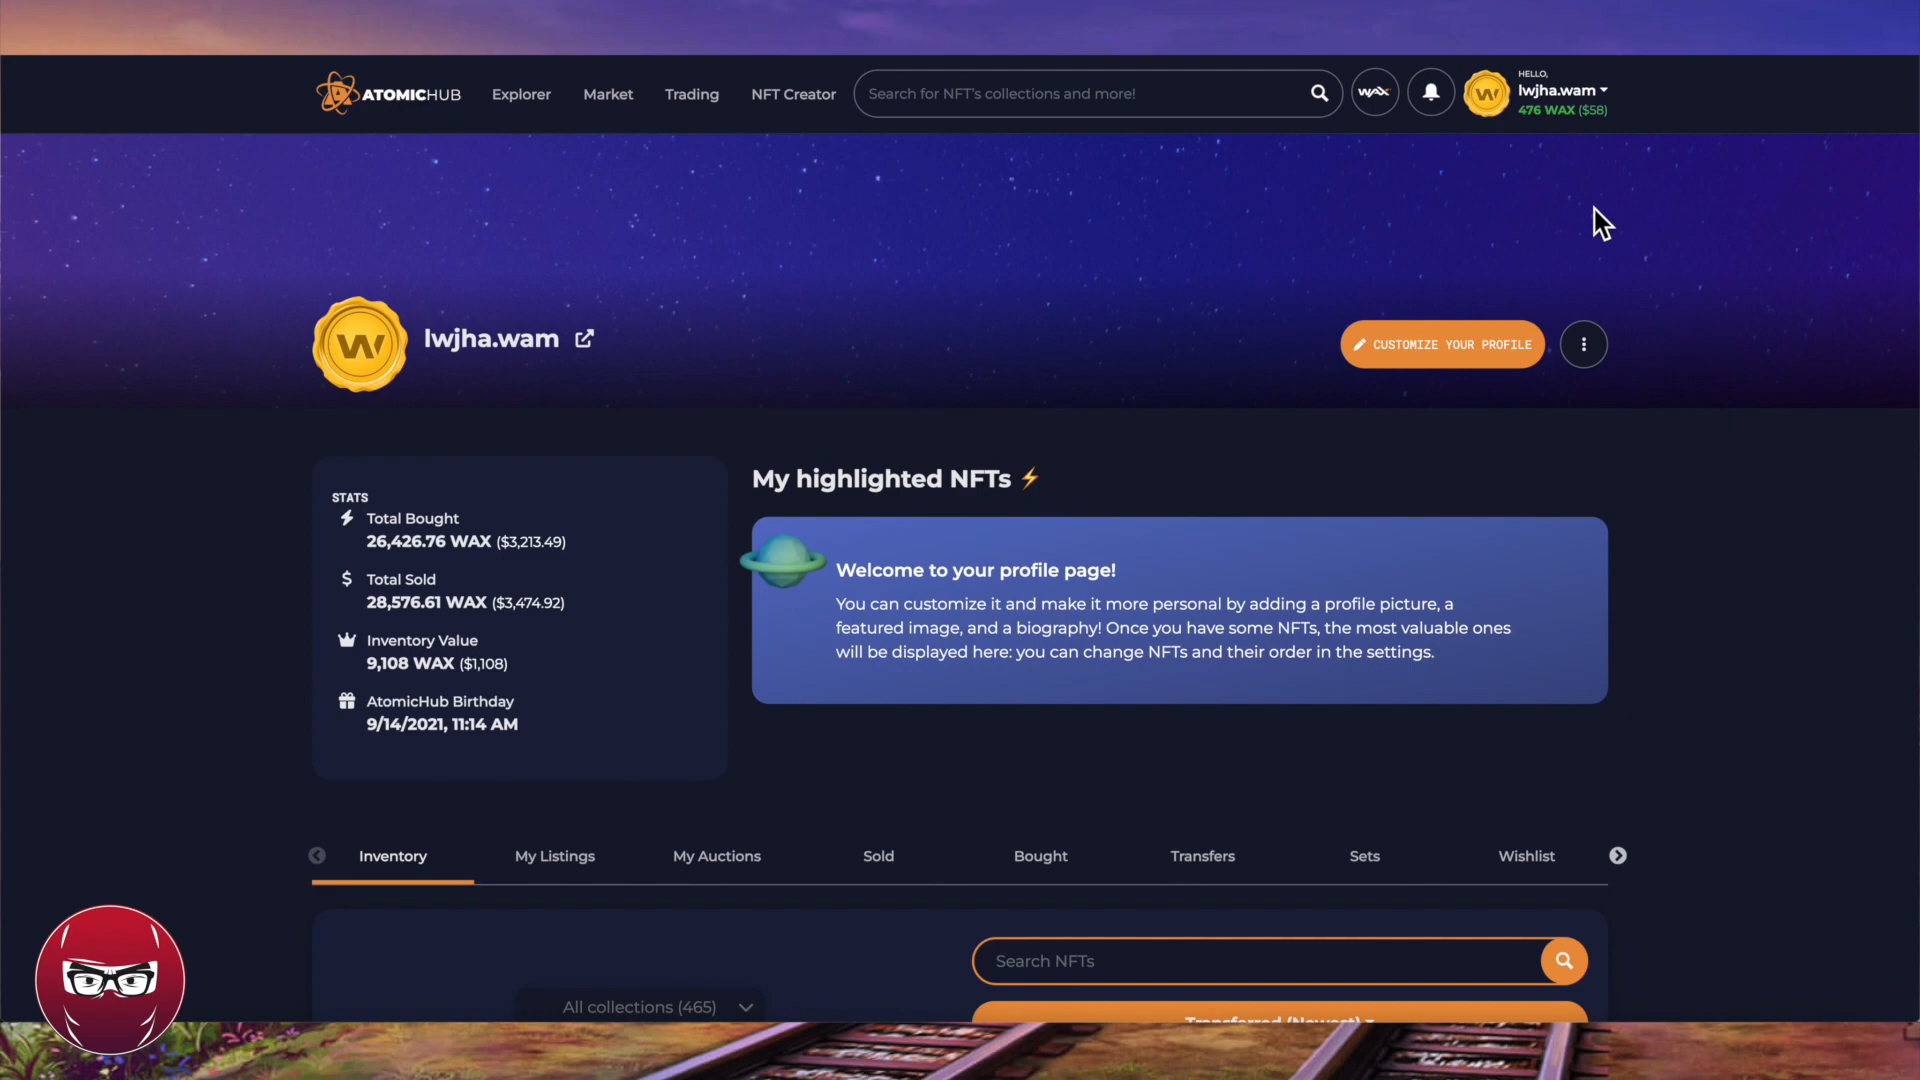 ATOMICHUB
Explorer
Market
Trading
NFT Creator
Search for NFT's collections and more!
WAX
HELLO,
lwjha.wam
476 WAX ($58)
lwjha.wam
CUSTOMIZE YOUR PROFILE
STATS
Total Bought
26,426.76 WAX ($3,213.49)
Total Sold
28,576.61 WAX ($3,474.92)
Inventory Value
9,108 WAX ($1,108)
AtomicHub Birthday
9/14/2021, 11:14 AM
My highlighted NFTs
Welcome to your profile page!
You can customize it and make it more personal by adding a profile picture, a
featured image, and a biography! Once you have some NFTs, the most valuable ones
will be displayed here: you can change NFTs and their order in the settings.
Inventory
My Listings
My Auctions
Sold
Bought
Transfers
Sets
Wishlist
Search NFTs
All collections (465)
Transferred (Newest)